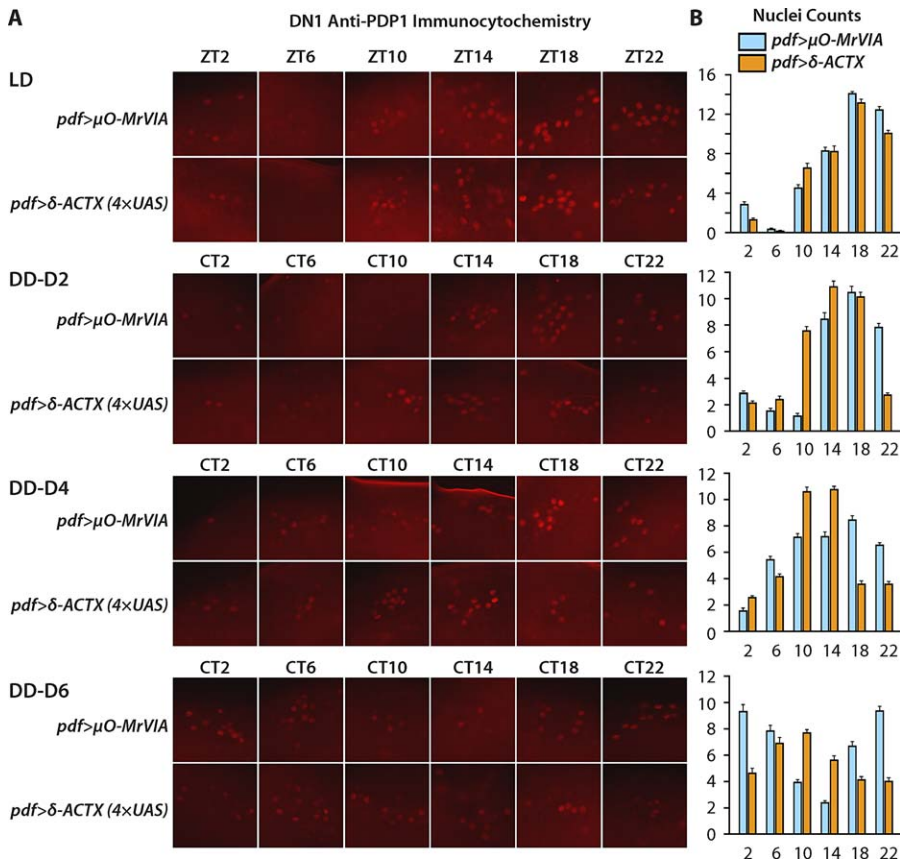 A
DN1 Anti-PDP1 Immunocytochemistry
B
Nuclei Counts
pdf>μO-MrVIA
pdf>δ-ACTX
ZT2 ZT6 ZT10 ZT14 ZT18 ZT22
LD
pdf>μO-MrVIA
pdf>δ-ACTX (4×UAS)
16
12
8
4
0
2 6 10 14 18 22
CT2 CT6 CT10 CT14 CT18 CT22
DD-D2
pdf>μO-MrVIA
pdf>δ-ACTX (4×UAS)
12
10
8
6
4
2
0
2 6 10 14 18 22
CT2 CT6 CT10 CT14 CT18 CT22
DD-D4
pdf>μO-MrVIA
pdf>δ-ACTX (4×UAS)
12
10
8
6
4
2
0
2 6 10 14 18 22
CT2 CT6 CT10 CT14 CT18 CT22
DD-D6
pdf>μO-MrVIA
pdf>δ-ACTX (4×UAS)
12
10
8
6
4
2
0
2 6 10 14 18 22